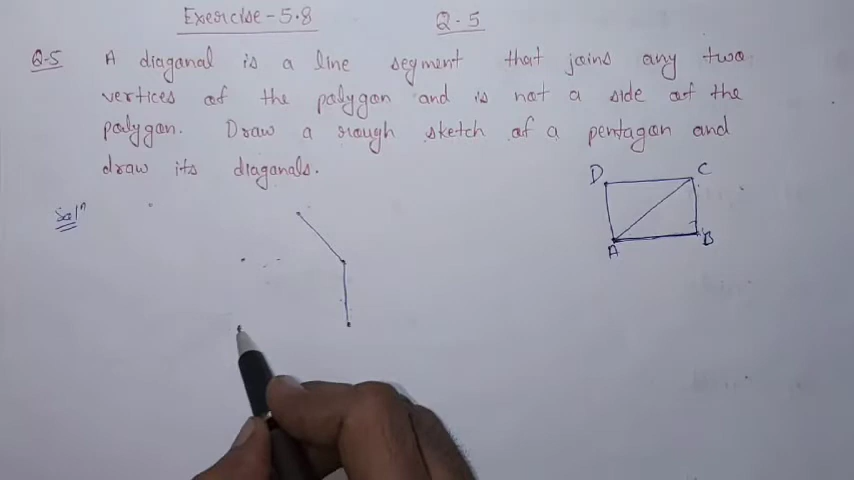 Exercise - 5.8
Q. 5
Q.5 A diagonal is a line segment that joins any two
vertices of the polygon and is not a side of the
polygon. Draw a rough sketch of a pentagon and
draw its diagonals.
Solⁿ
D C
A B